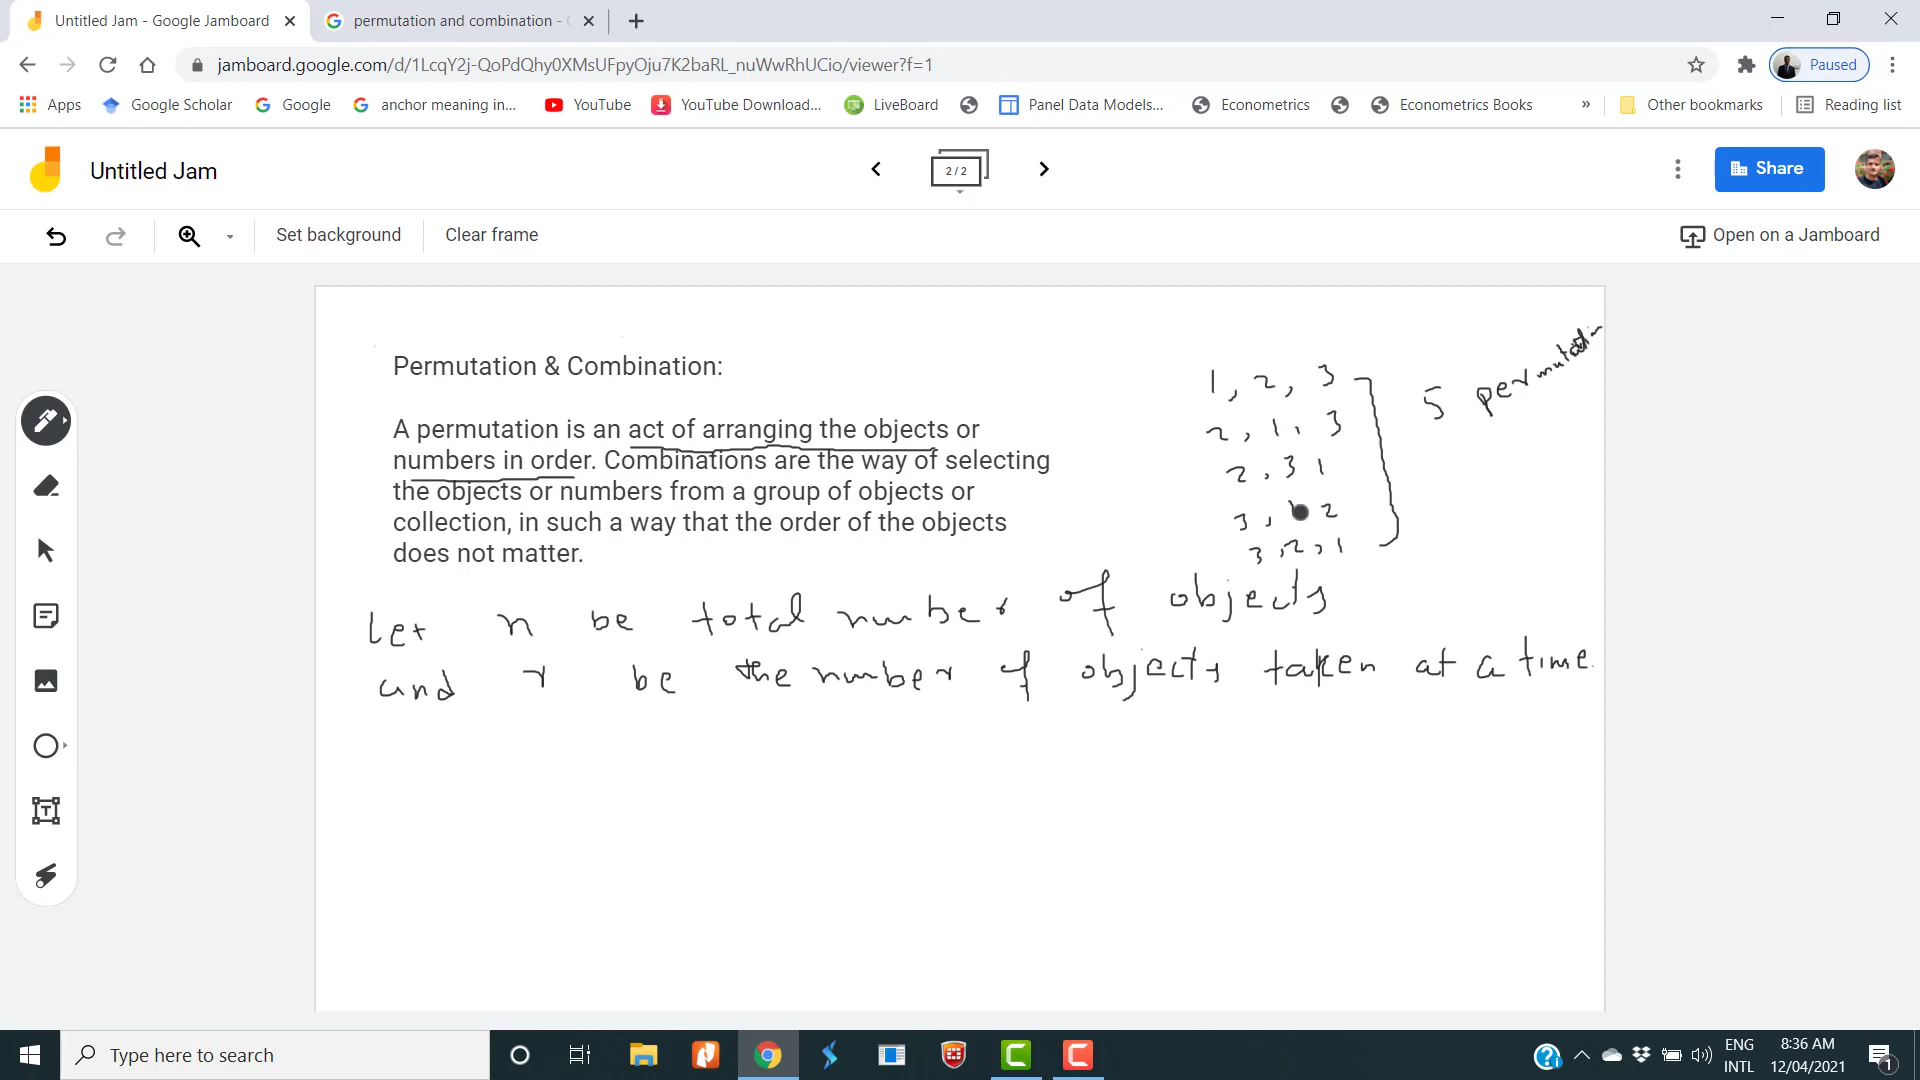 Untitled Jam - Google Jamboard
permutation and combination -
jamboard.google.com/d/1LcqY2j-QoPdQhy0XMsUFpyOju7K2baRL_nuWwRhUCio/viewer?f=1
Paused
Apps Google Scholar Google anchor meaning in... YouTube YouTube Download... LiveBoard Panel Data Models... Econometrics Econometrics Books » Other bookmarks Reading list
Untitled Jam
2 / 2
Share
Set background Clear frame
Open on a Jamboard
Permutation & Combination:
A permutation is an act of arranging the objects or
numbers in order. Combinations are the way of selecting
the objects or numbers from a group of objects or
collection, in such a way that the order of the objects
does not matter.
1, 2, 3
2, 1, 3
2, 3 1
3, 2
3, 2, 1
5 permutation
Let n be total number of objects
and r be the number of objects taken at a time.
Type here to search
ENG
INTL
8:36 AM
12/04/2021
1